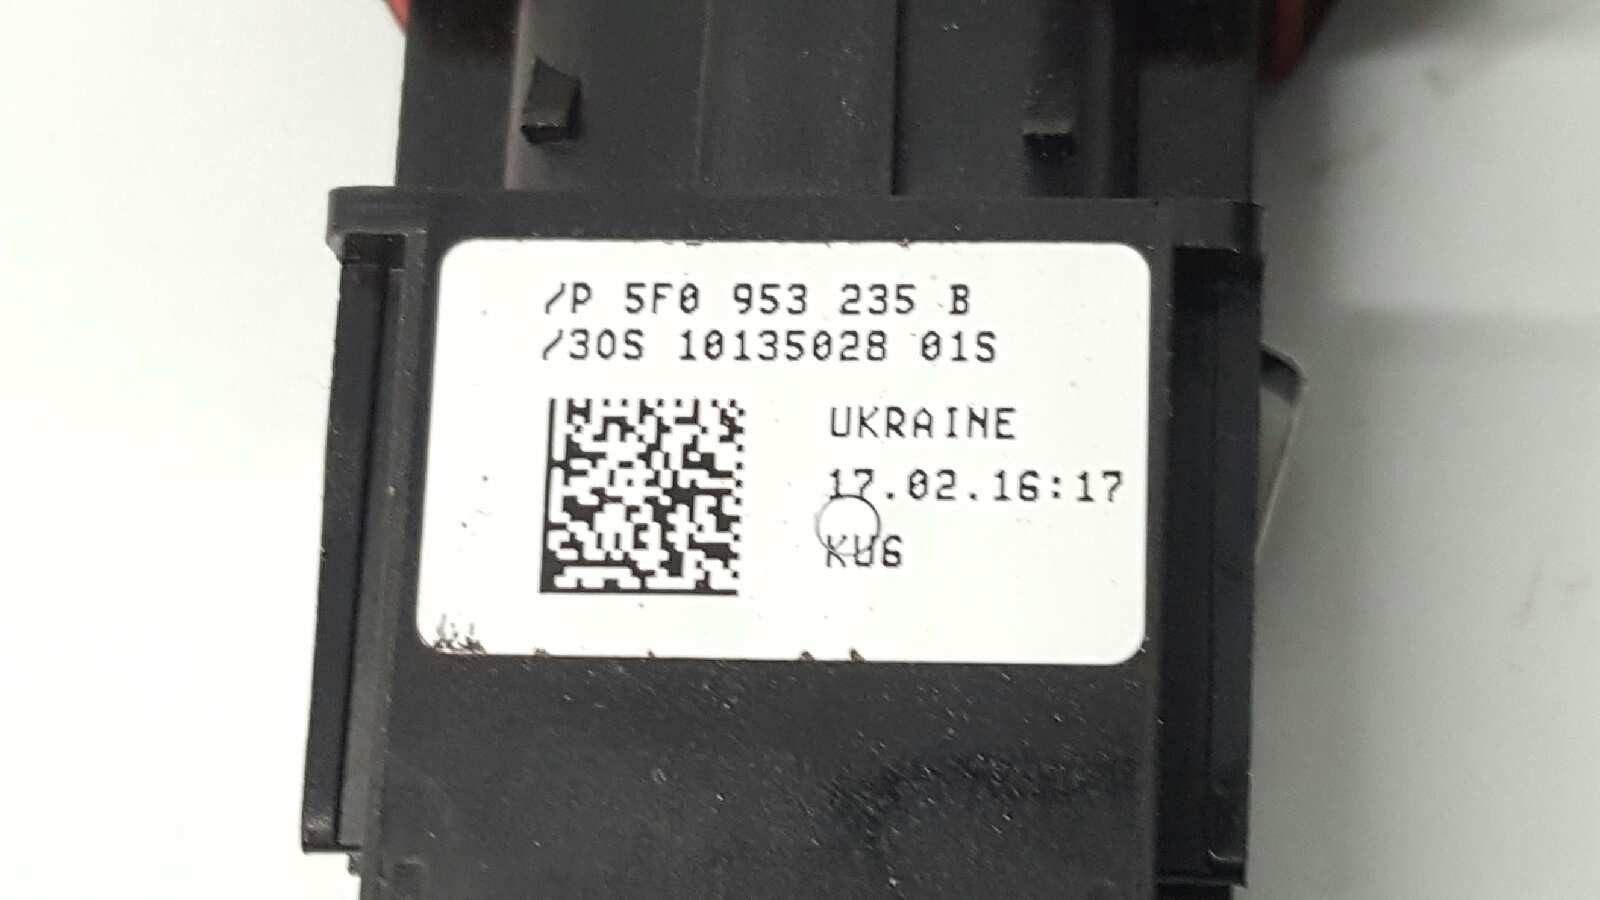 /P 5F0 953 235 B
/30S 10135028 01S
UKRAINE
17.02.16:17
KU6